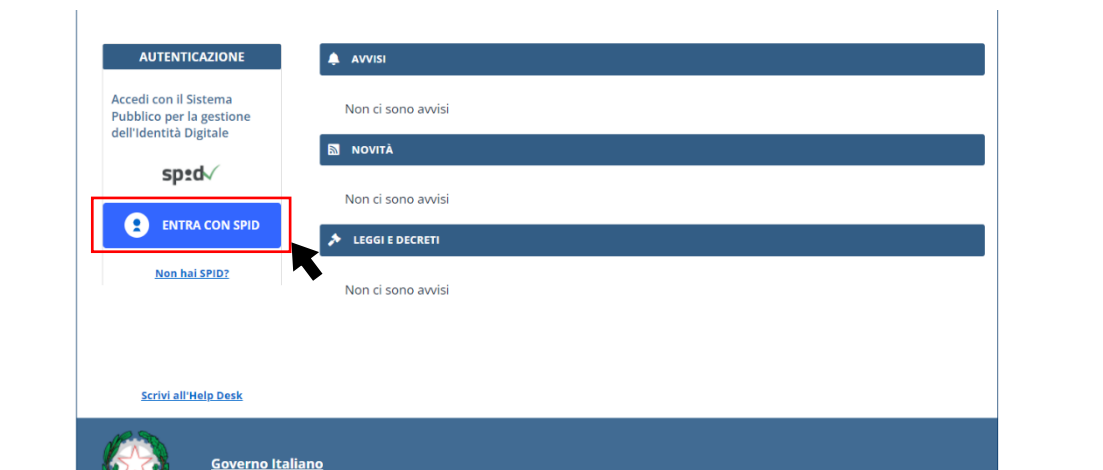 AUTENTICAZIONE
Accedi con il Sistema
Pubblico per la gestione
dell'Identità Digitale
spid
ENTRA CON SPID
Non hai SPID?
Scrivi all'Help Desk
AVVISI
Non ci sono avvisi
NOVITÀ
Non ci sono avvisi
LEGGI E DECRETI
Non ci sono avvisi
Governo Italiano